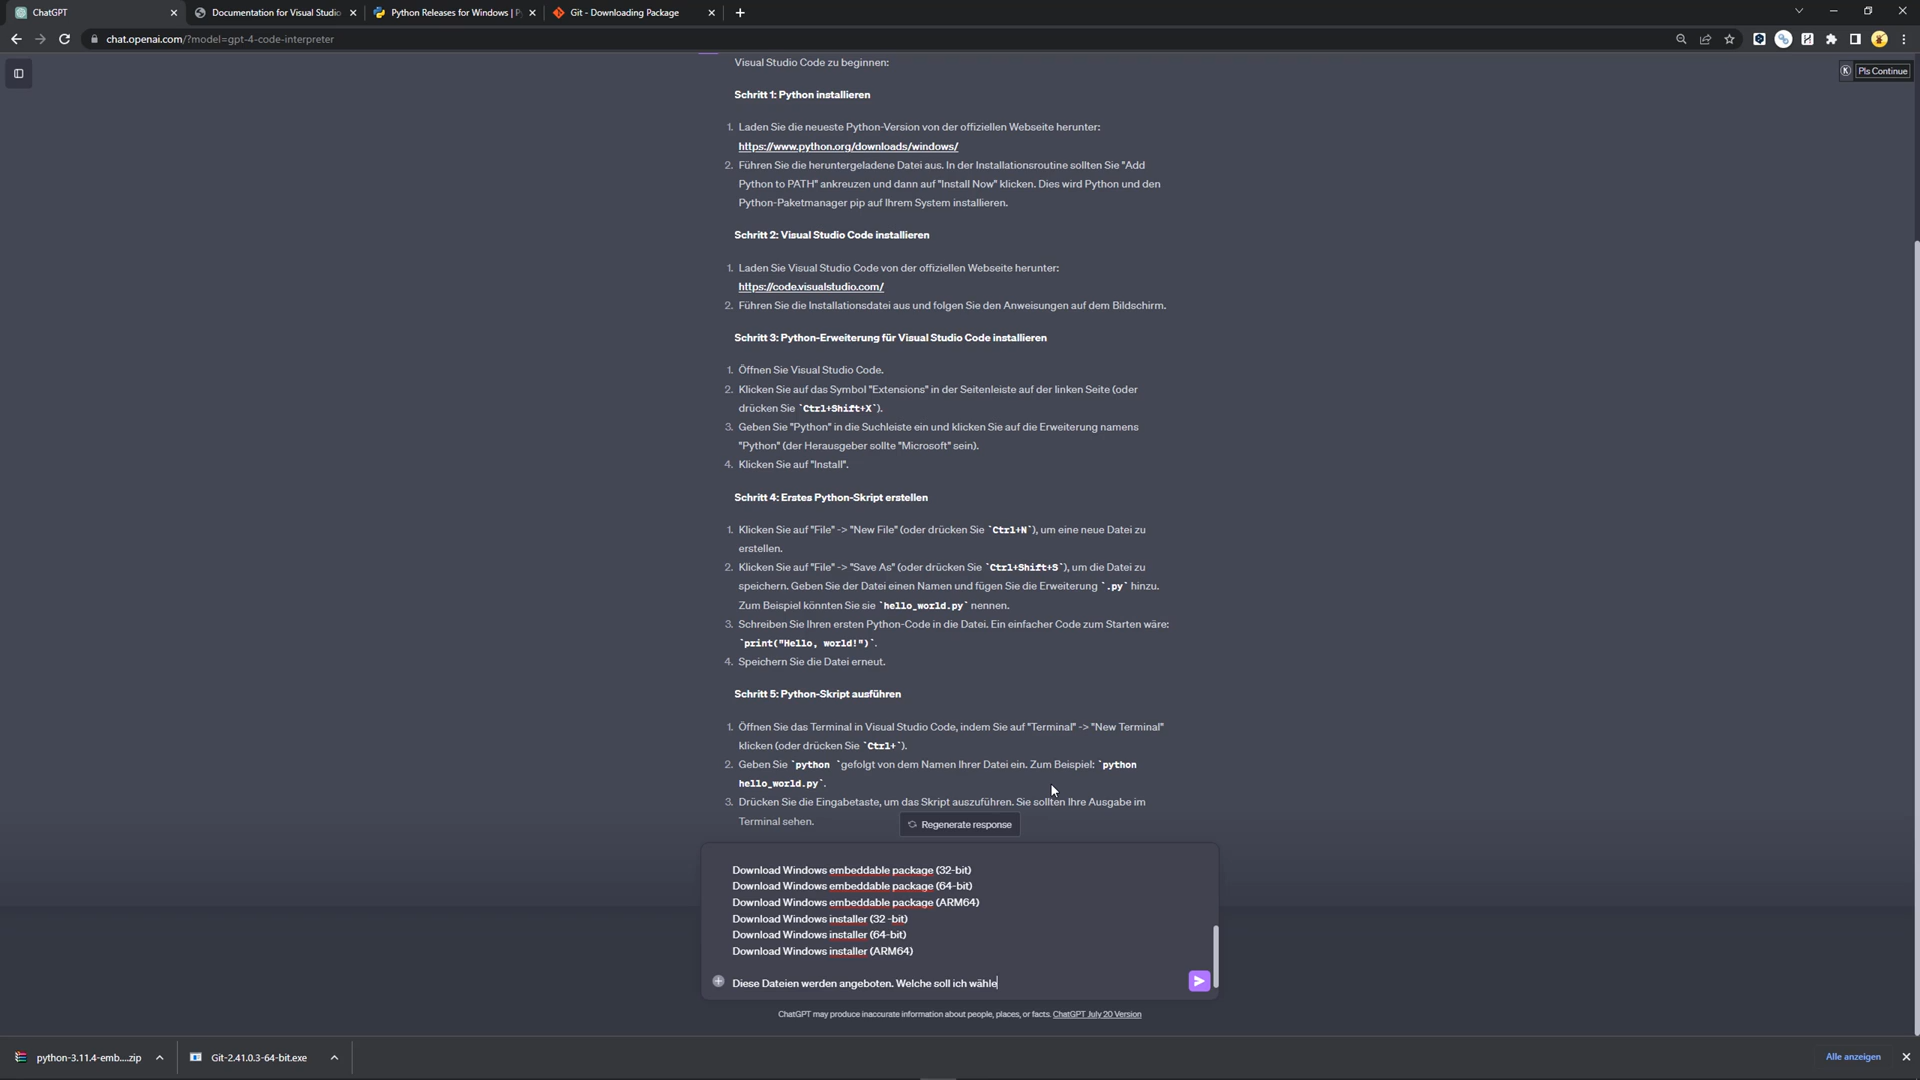 ChatGPT
Documentation for Visual Studio
Python Releases for Windows | P
Git - Downloading Package
chat.openai.com/?model=gpt-4-code-interpreter
Pls Continue
Visual Studio Code zu beginnen:
Schritt 1: Python installieren
1. Laden Sie die neueste Python-Version von der offiziellen Webseite herunter:
https://www.python.org/downloads/windows/
2. Führen Sie die heruntergeladene Datei aus. In der Installationsroutine sollten Sie "Add
Python to PATH" ankreuzen und dann auf "Install Now" klicken. Dies wird Python und den
Python-Paketmanager pip auf Ihrem System installieren.
Schritt 2: Visual Studio Code installieren
1. Laden Sie Visual Studio Code von der offiziellen Webseite herunter:
https://code.visualstudio.com/
2. Führen Sie die Installationsdatei aus und folgen Sie den Anweisungen auf dem Bildschirm.
Schritt 3: Python-Erweiterung für Visual Studio Code installieren
1. Öffnen Sie Visual Studio Code.
2. Klicken Sie auf das Symbol "Extensions" in der Seitenleiste auf der linken Seite (oder
drücken Sie `Ctrl+Shift+X`).
3. Geben Sie "Python" in die Suchleiste ein und klicken Sie auf die Erweiterung namens
"Python" (der Herausgeber sollte "Microsoft" sein).
4. Klicken Sie auf "Install".
Schritt 4: Erstes Python-Skript erstellen
1. Klicken Sie auf "File" -> "New File" (oder drücken Sie `Ctrl+N`), um eine neue Datei zu
erstellen.
2. Klicken Sie auf "File" -> "Save As" (oder drücken Sie `Ctrl+Shift+S`), um die Datei zu
speichern. Geben Sie der Datei einen Namen und fügen Sie die Erweiterung `.py` hinzu.
Zum Beispiel könnten Sie sie `hello_world.py` nennen.
3. Schreiben Sie Ihren ersten Python-Code in die Datei. Ein einfacher Code zum Starten wäre:
`print("Hello, world!")`.
4. Speichern Sie die Datei erneut.
Schritt 5: Python-Skript ausführen
1. Öffnen Sie das Terminal in Visual Studio Code, indem Sie auf "Terminal" -> "New Terminal"
klicken (oder drücken Sie `Ctrl+`).
2. Geben Sie `python `gefolgt von dem Namen Ihrer Datei ein. Zum Beispiel: `python
hello_world.py`.
3. Drücken Sie die Eingabetaste, um das Skript auszuführen. Sie sollten Ihre Ausgabe im
Terminal sehen.
Regenerate response
Download Windows embeddable package (32-bit)
Download Windows embeddable package (64-bit)
Download Windows embeddable package (ARM64)
Download Windows installer (32 -bit)
Download Windows installer (64-bit)
Download Windows installer (ARM64)
Diese Dateien werden angeboten. Welche soll ich wähle
ChatGPT may produce inaccurate information about people, places, or facts. ChatGPT July 20 Version
python-3.11.4-emb....zip
Git-2.41.0.3-64-bit.exe
Alle anzeigen